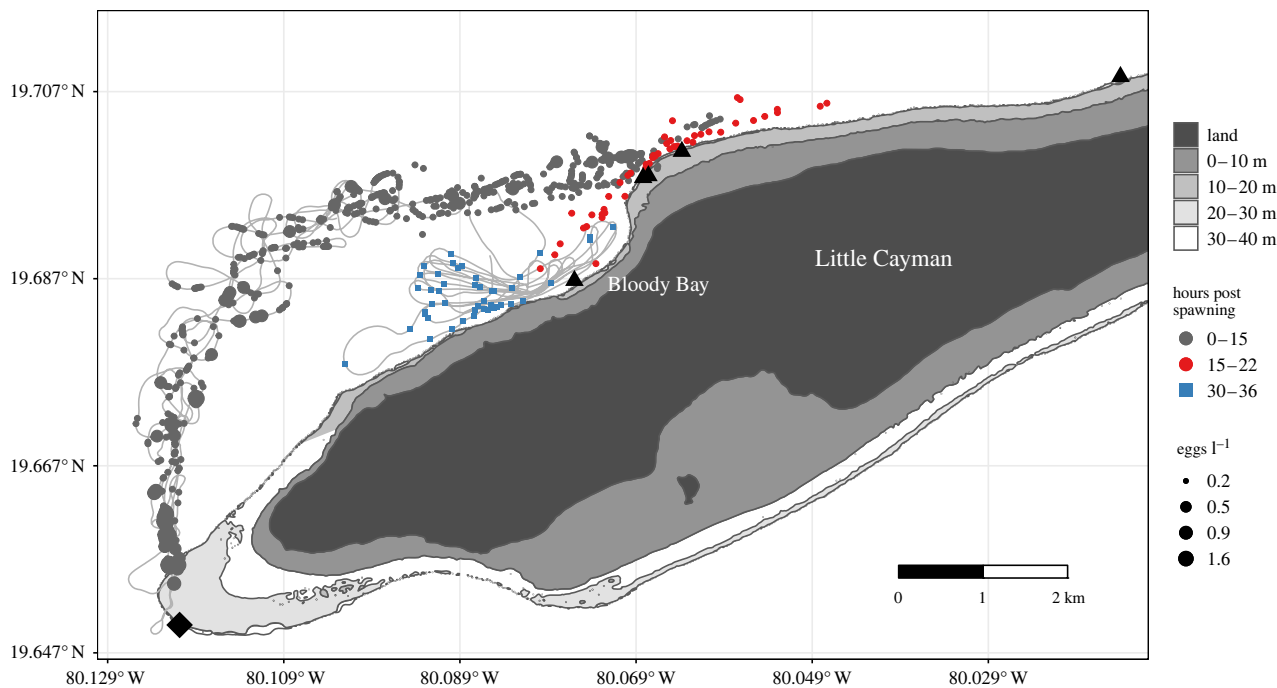 19.707° N
19.687° N
19.667° N
19.647° N
80.129° W
80.109° W
80.089° W
80.069° W
80.049° W
80.029° W
Little Cayman
Bloody Bay
0
1
2 km
land
0–10 m
10–20 m
20–30 m
30–40 m
hours post
spawning
0–15
15–22
30–36
eggs l⁻¹
0.2
0.5
0.9
1.6